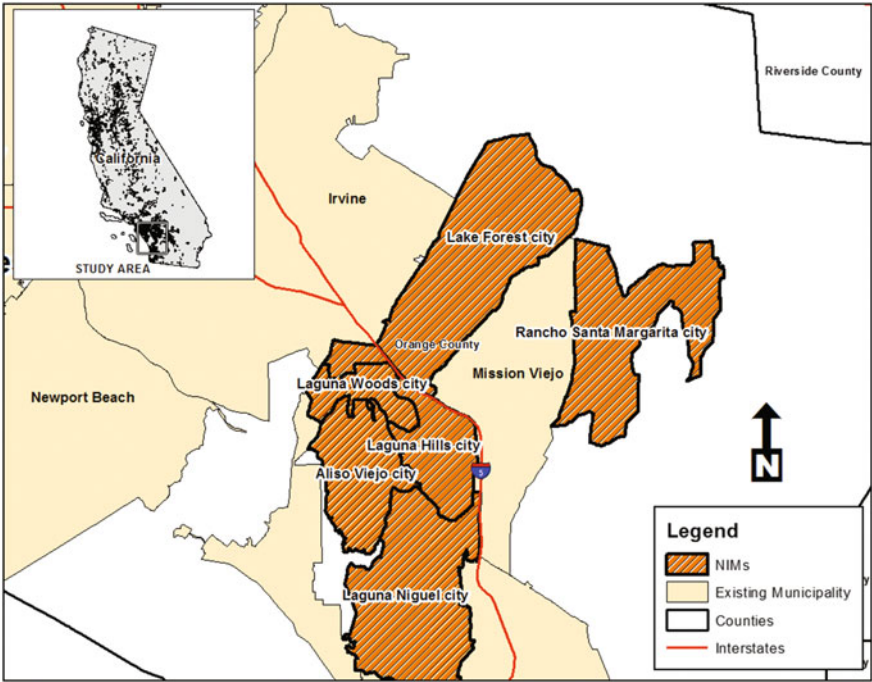 California
STUDY AREA
Riverside County
Irvine
Lake Forest city
Rancho Santa Margarita city
Orange County
Mission Viejo
Laguna Woods city
Newport Beach
Laguna Hills city
Aliso Viejo city
5
N
Laguna Niguel city
Legend
NIMs
Existing Municipality
Counties
Interstates